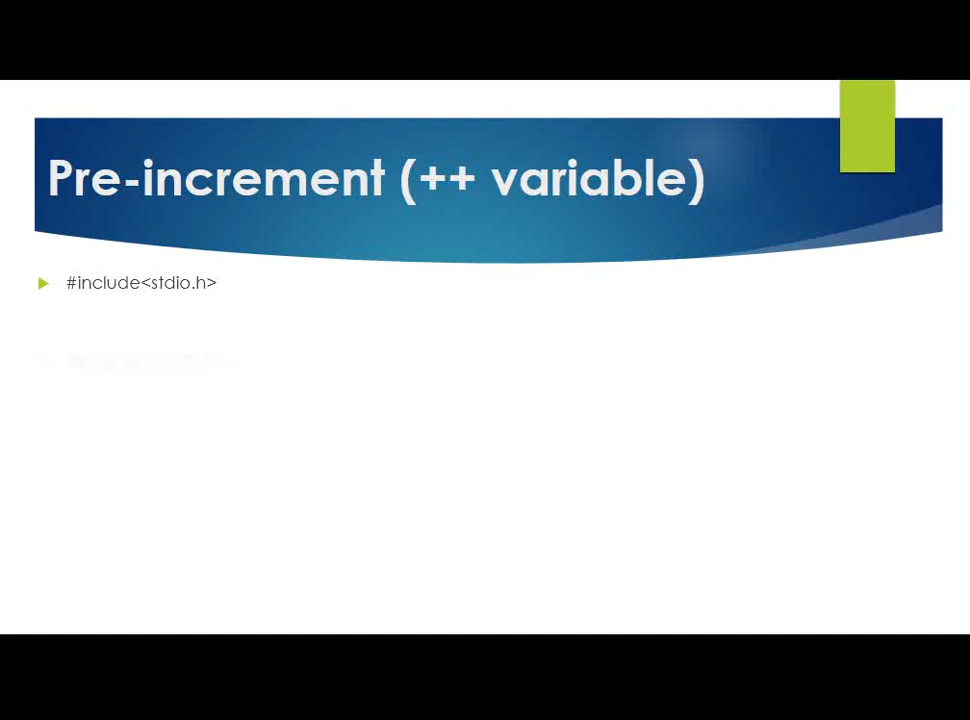 Pre-increment (++ variable)
#include<stdio.h>